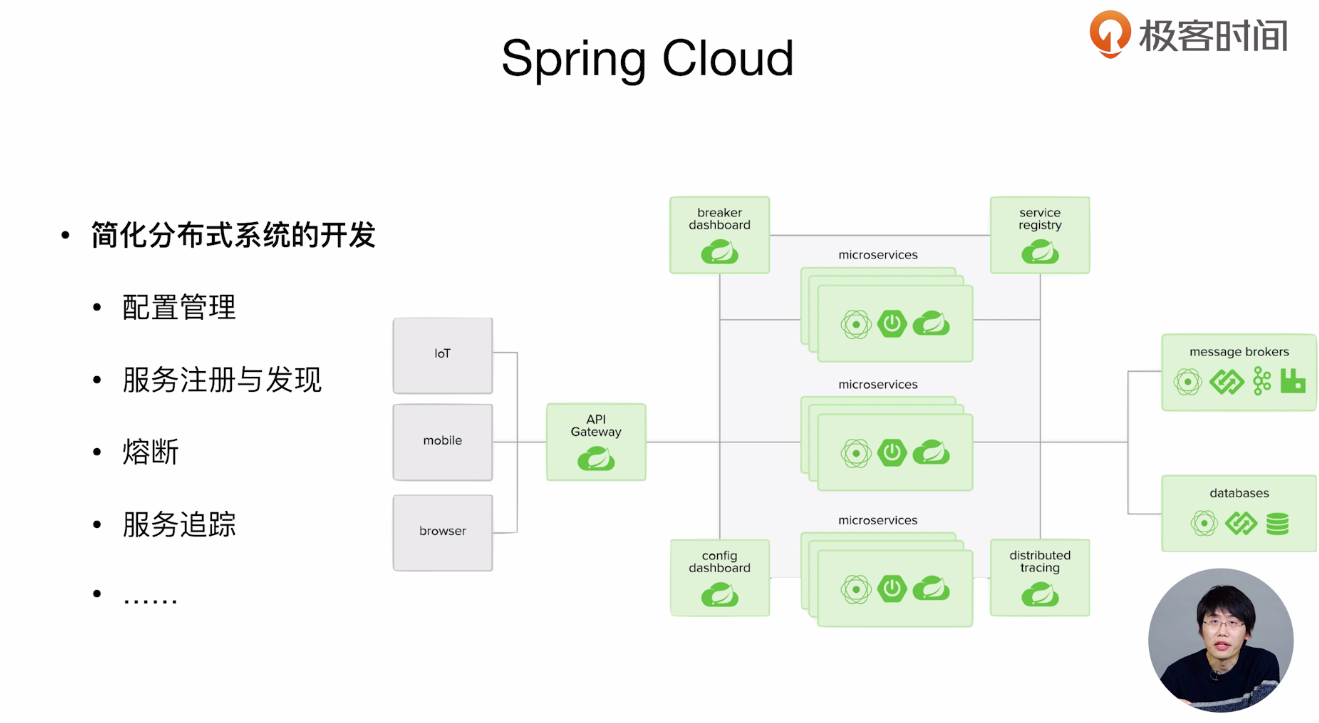 Spring Cloud
极客时间
• 简化分布式系统的开发
• 配置管理
• 服务注册与发现
• 熔断
• 服务追踪
• ......
IoT
mobile
browser
API
Gateway
breaker
dashboard
service
registry
microservices
microservices
microservices
config
dashboard
distributed
tracing
message brokers
databases